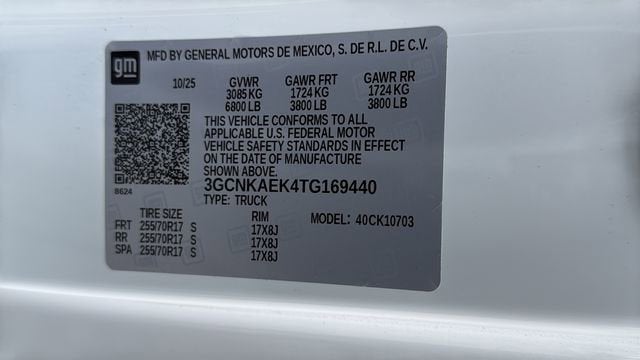 gm
MFD BY GENERAL MOTORS DE MEXICO, S. DE R.L. DE C.V.
10/25 GVWR GAWR FRT GAWR RR
3085 KG 1724 KG 1724 KG
6800 LB 3800 LB 3800 LB
THIS VEHICLE CONFORMS TO ALL
APPLICABLE U.S. FEDERAL MOTOR
VEHICLE SAFETY STANDARDS IN EFFECT
ON THE DATE OF MANUFACTURE
SHOWN ABOVE.
8624
3GCNKAEK4TG169440
TYPE: TRUCK
TIRE SIZE RIM MODEL: 40CK10703
FRT 255/70R17 S 17X8J
RR 255/70R17 S 17X8J
SPA 255/70R17 S 17X8J